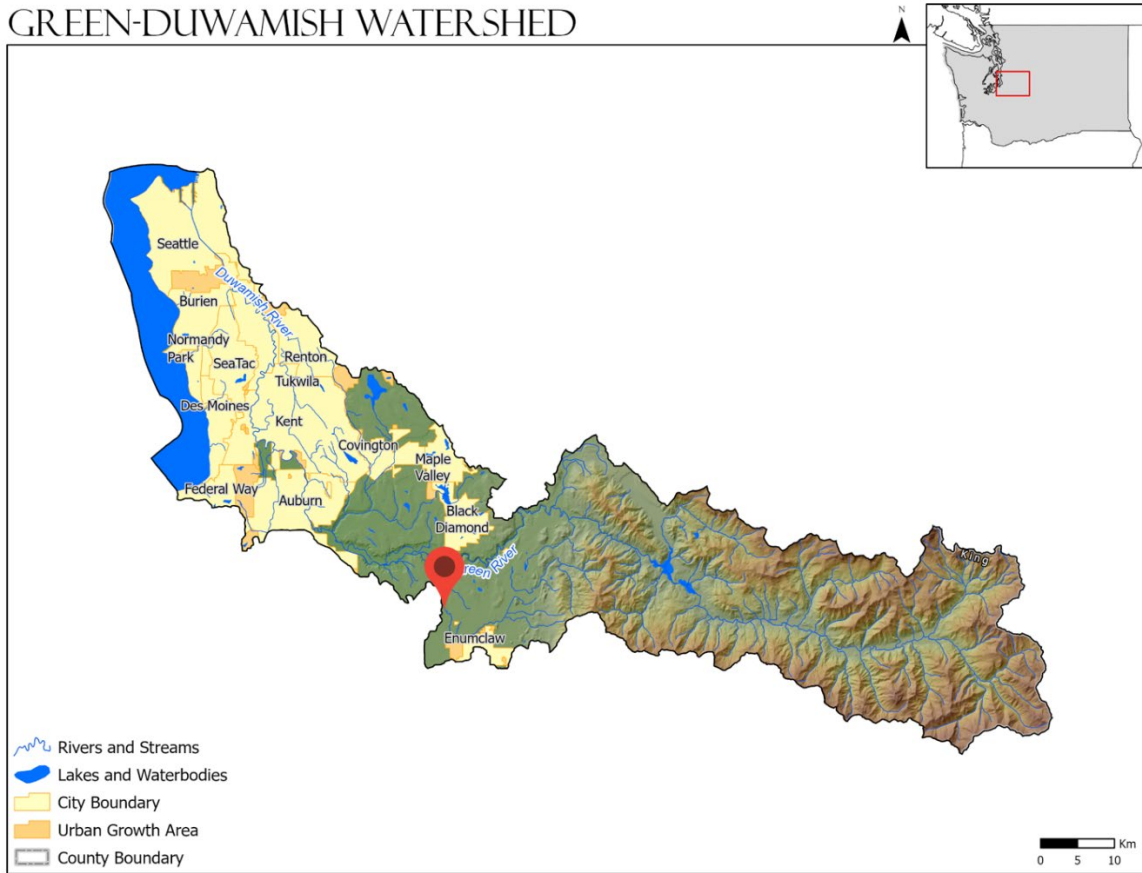 GREEN-DUWAMISH WATERSHED
N
Seattle
Duwamish River
Burien
Normandy
Park
SeaTac
Renton
Tukwila
Des Moines
Kent
Covington
Maple
Valley
Federal Way
Auburn
Black
Diamond
reen River
King
Enumclaw
Rivers and Streams
Lakes and Waterbodies
City Boundary
Urban Growth Area
County Boundary
Km
0 5 10